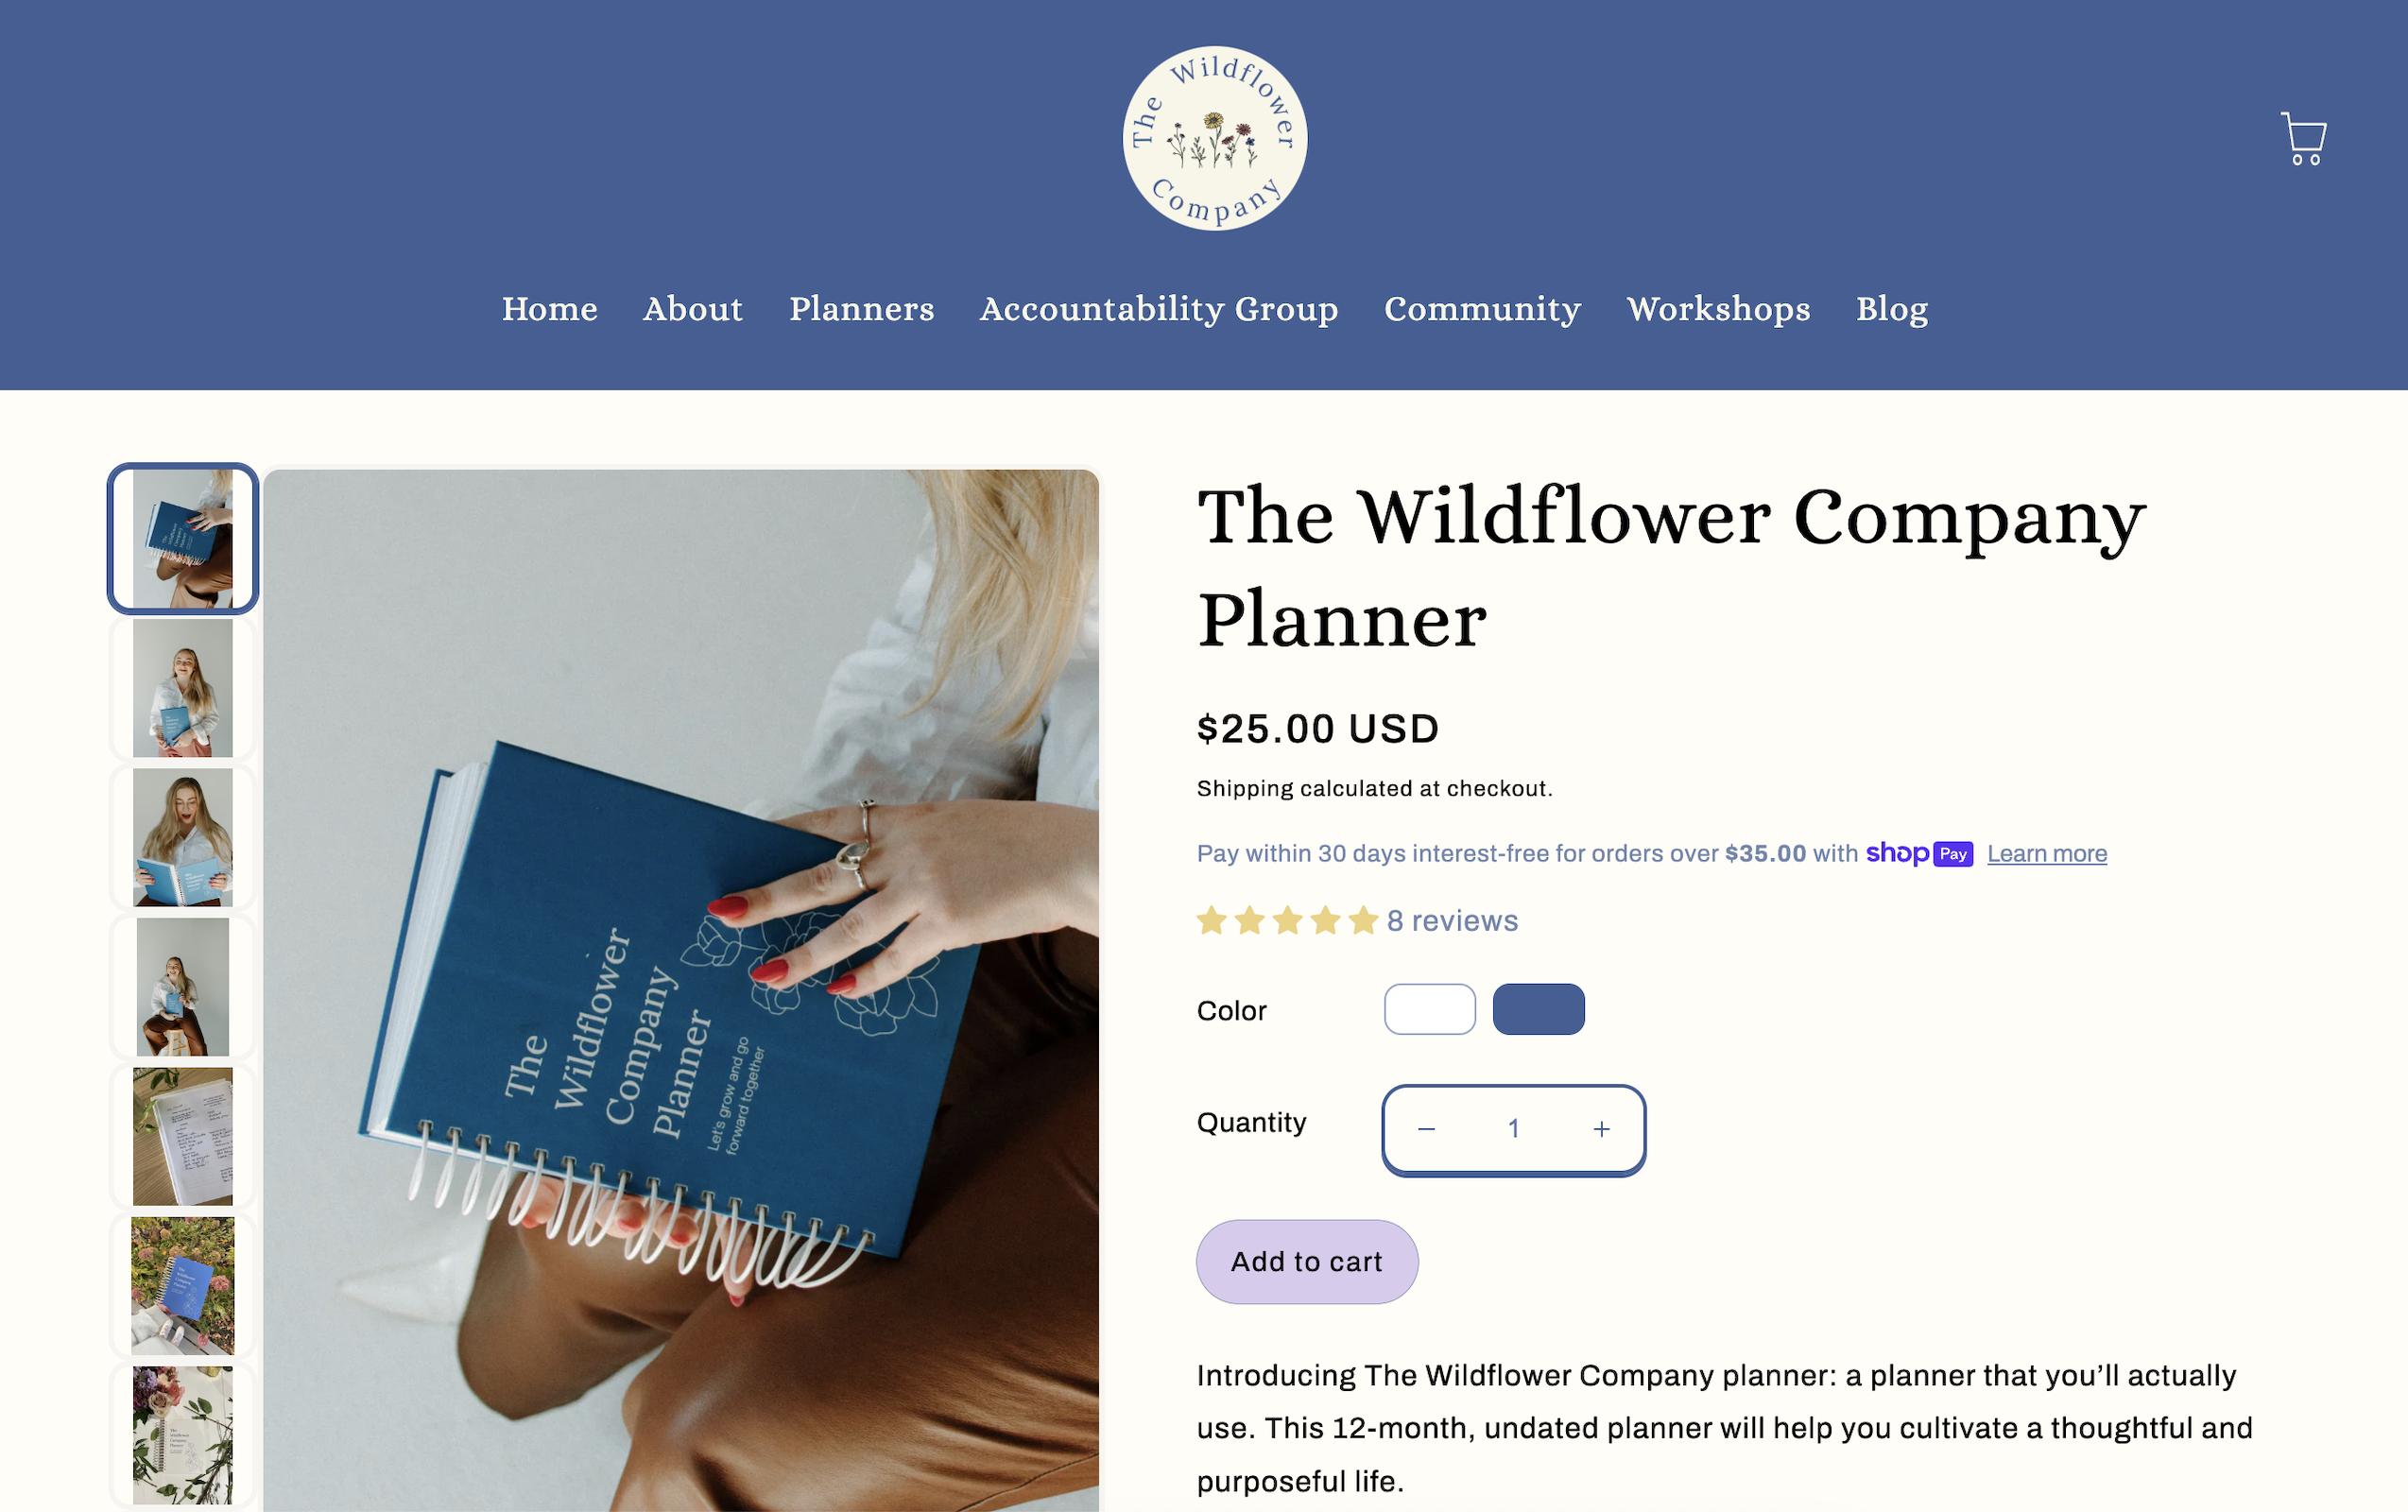 The Wildflower Company
Home About Planners Accountability Group Community Workshops Blog
The
Wildflower
Company
Planner
Let's grow and go
forward together
The Wildflower Company
Planner
$25.00 USD
Shipping calculated at checkout.
Pay within 30 days interest-free for orders over $35.00 with shop Pay Learn more
8 reviews
Color
Quantity
− 1 +
Add to cart
Introducing The Wildflower Company planner: a planner that you’ll actually
use. This 12-month, undated planner will help you cultivate a thoughtful and
purposeful life.